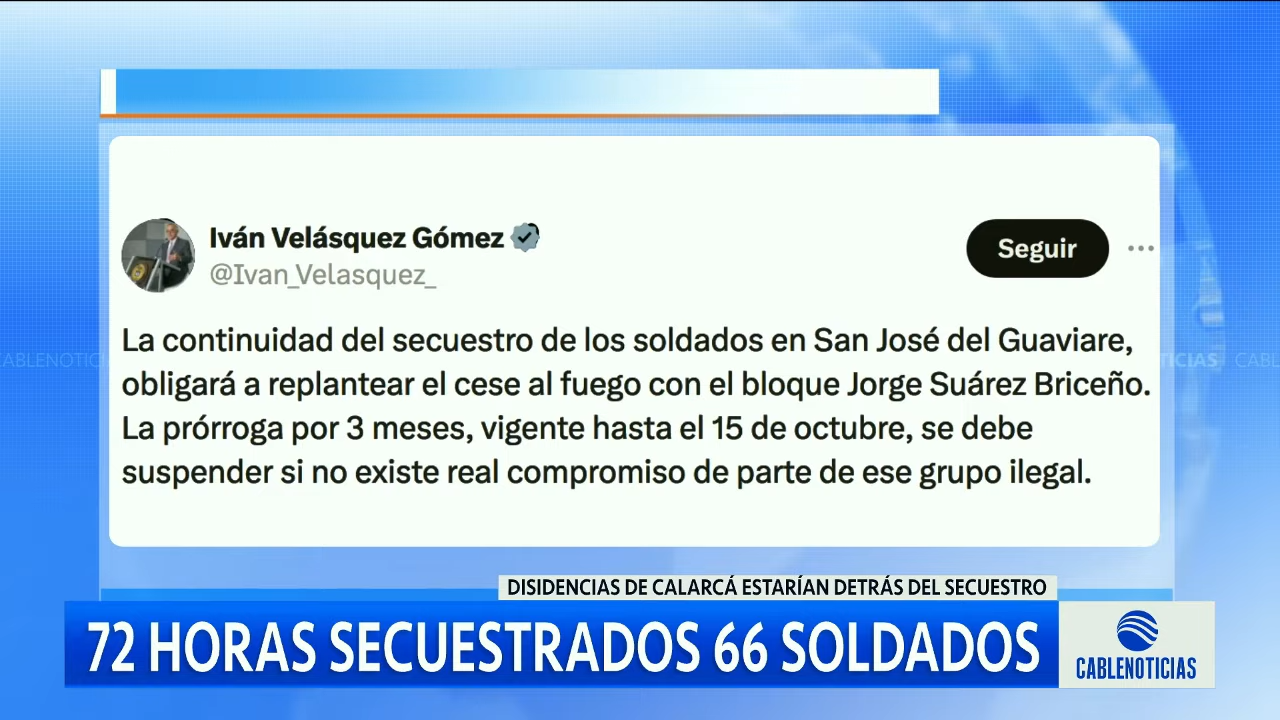 Iván Velásquez Gómez
@Ivan_Velasquez_
Seguir
La continuidad del secuestro de los soldados en San José del Guaviare,
obligará a replantear el cese al fuego con el bloque Jorge Suárez Briceño.
La prórroga por 3 meses, vigente hasta el 15 de octubre, se debe
suspender si no existe real compromiso de parte de ese grupo ilegal.
DISIDENCIAS DE CALARCÁ ESTARÍAN DETRÁS DEL SECUESTRO
72 HORAS SECUESTRADOS 66 SOLDADOS
CABLENOTICIAS